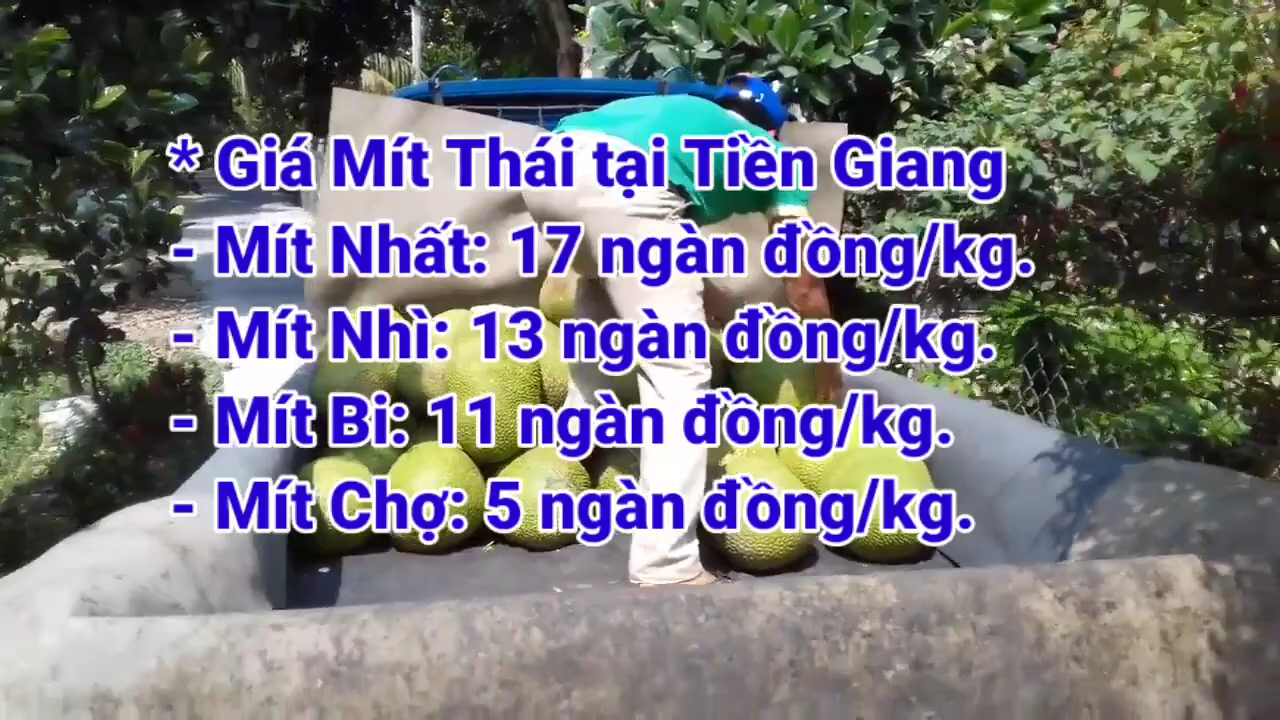 * Giá Mít Thái tại Tiền Giang
- Mít Nhất: 17 ngàn đồng/kg.
- Mít Nhì: 13 ngàn đồng/kg.
- Mít Bi: 11 ngàn đồng/kg.
- Mít Chợ: 5 ngàn đồng/kg.